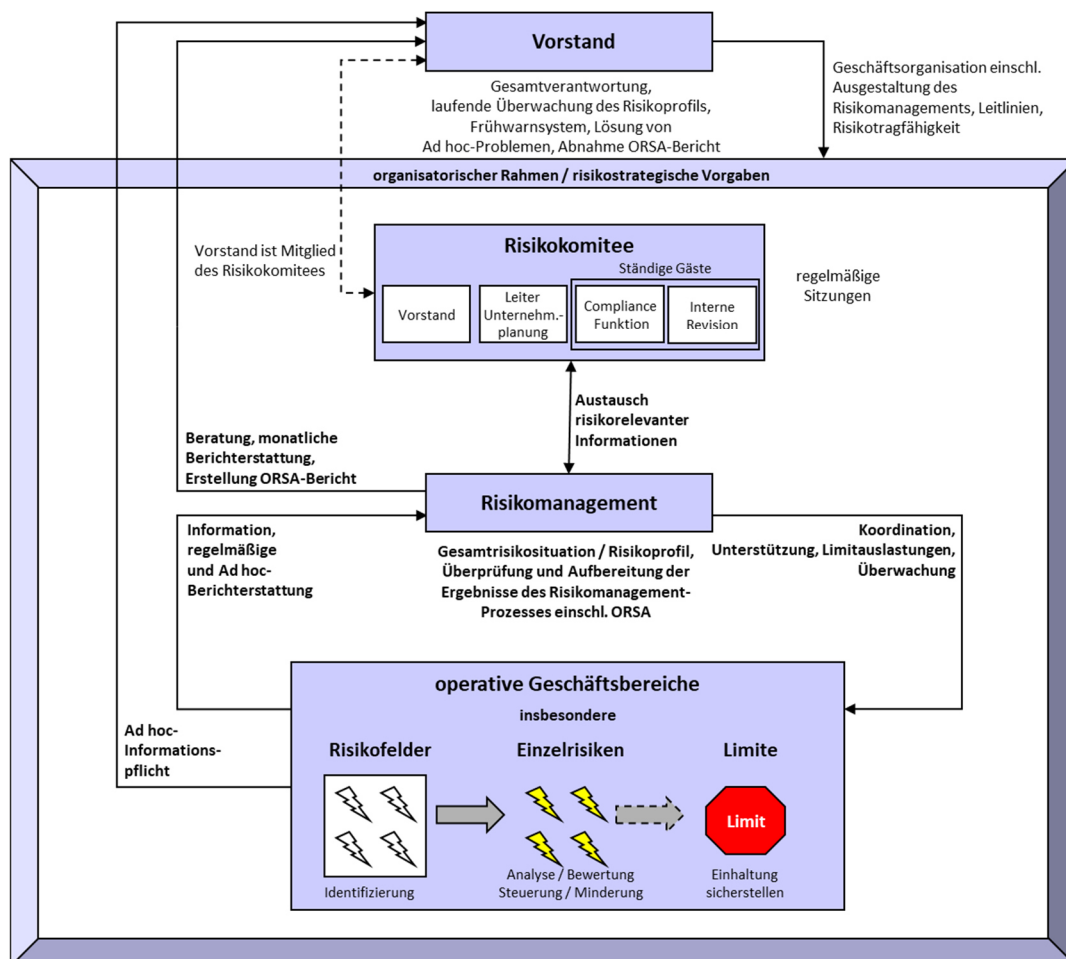 Vorstand
Gesamtverantwortung,
laufende Überwachung des Risikoprofils,
Frühwarnsystem, Lösung von
Ad hoc-Problemen, Abnahme ORSA-Bericht
Geschäftsorganisation einschl.
Ausgestaltung des
Risikomanagements, Leitlinien,
Risikotragfähigkeit
organisatorischer Rahmen / risikostrategische Vorgaben
Vorstand ist Mitglied
des Risikokomitees
Risikokomitee
Ständige Gäste
Vorstand
Leiter
Unternehm.-
planung
Compliance
Funktion
Interne
Revision
regelmäßige
Sitzungen
Austausch
risikorelevanter
Informationen
Beratung, monatliche
Berichterstattung,
Erstellung ORSA-Bericht
Risikomanagement
Information,
regelmäßige
und Ad hoc-
Berichterstattung
Gesamtrisikosituation / Risikoprofil,
Überprüfung und Aufbereitung der
Ergebnisse des Risikomanagement-
Prozesses einschl. ORSA
Koordination,
Unterstützung, Limitauslastungen,
Überwachung
operative Geschäftsbereiche
insbesondere
Ad hoc-
Informations-
pflicht
Risikofelder
Identifizierung
Einzelrisiken
Analyse / Bewertung
Steuerung / Minderung
Limite
Limit
Einhaltung
sicherstellen